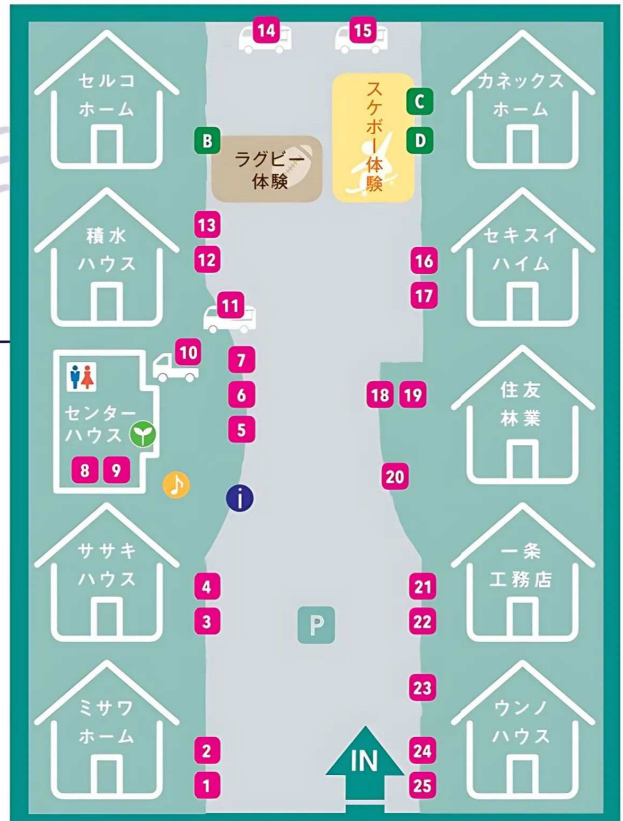 14
15
セルコ
ホーム
スケボー体験
C
カネックス
ホーム
B
D
ラグビー
体験
13
積水
ハウス
12
セキスイ
ハイム
16
17
11
10
7
6
18
19
住友
林業
センター
ハウス
5
8
9
20
i
ササキ
ハウス
一条
工務店
4
21
3
P
22
23
ミサワ
ホーム
ウンノ
ハウス
2
IN
24
1
25